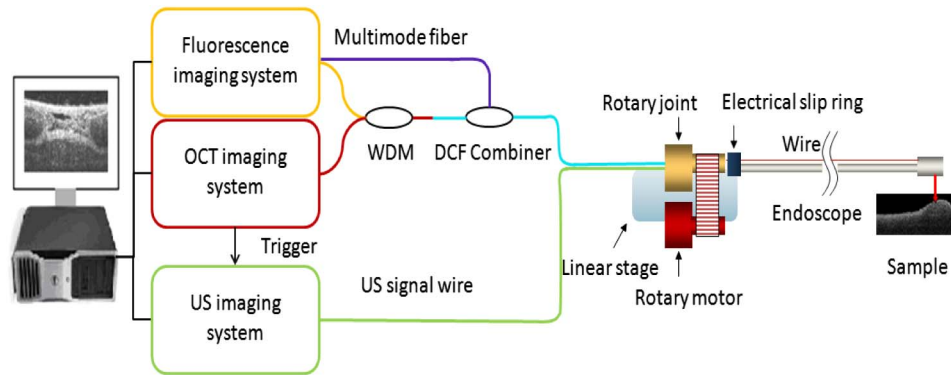 Fluorescence
imaging system
Multimode fiber
OCT imaging
system
WDM
DCF Combiner
Rotary joint
Electrical slip ring
Wire
Endoscope
Trigger
Linear stage
Rotary motor
Sample
US imaging
system
US signal wire